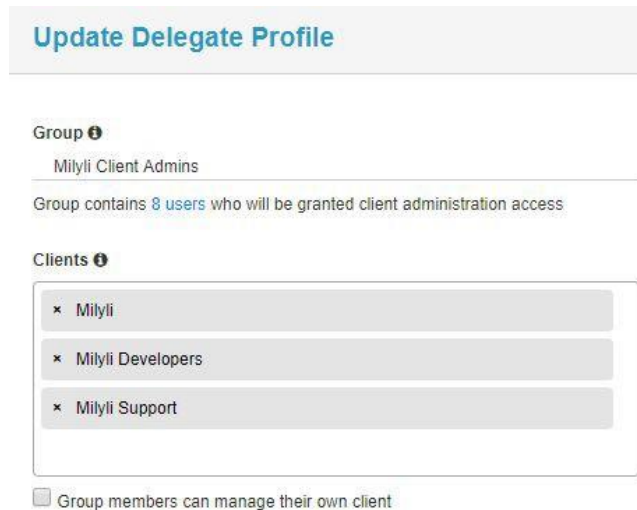 Update Delegate Profile
Group
Milyli Client Admins
Group contains 8 users who will be granted client administration access
Clients
× Milyli
× Milyli Developers
× Milyli Support
Group members can manage their own client